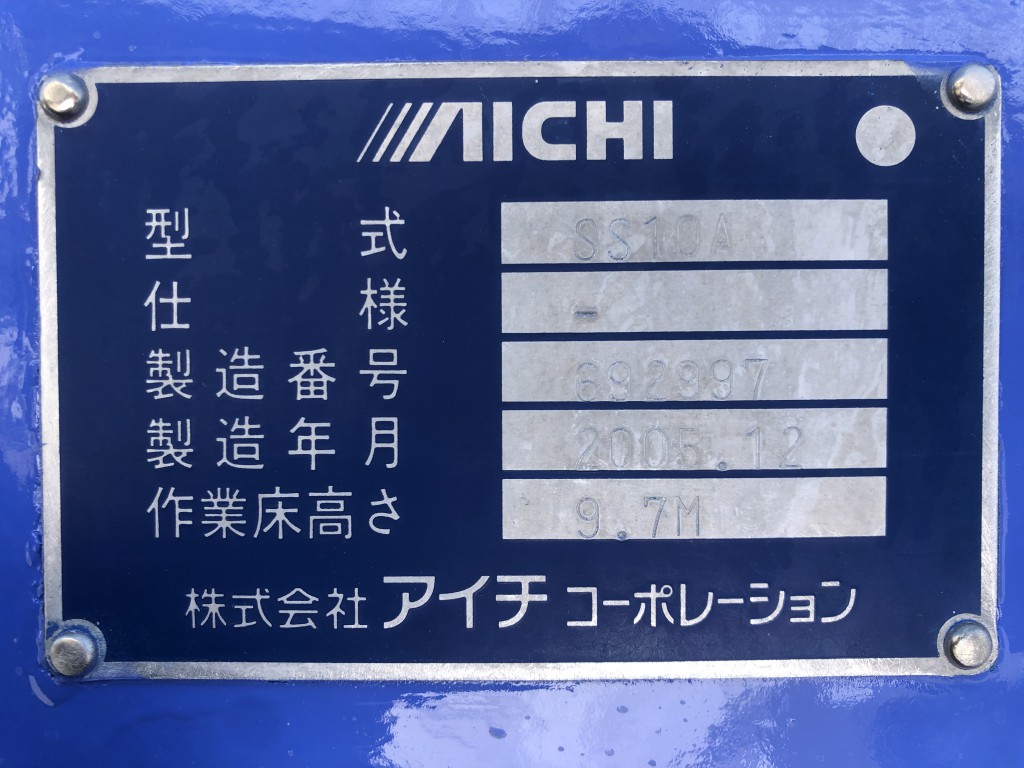 AICHI
型式 SS10A
仕様 -
製造番号 692997
製造年月 2005.12
作業床高さ 9.7M
株式会社 アイチ コーポレーション